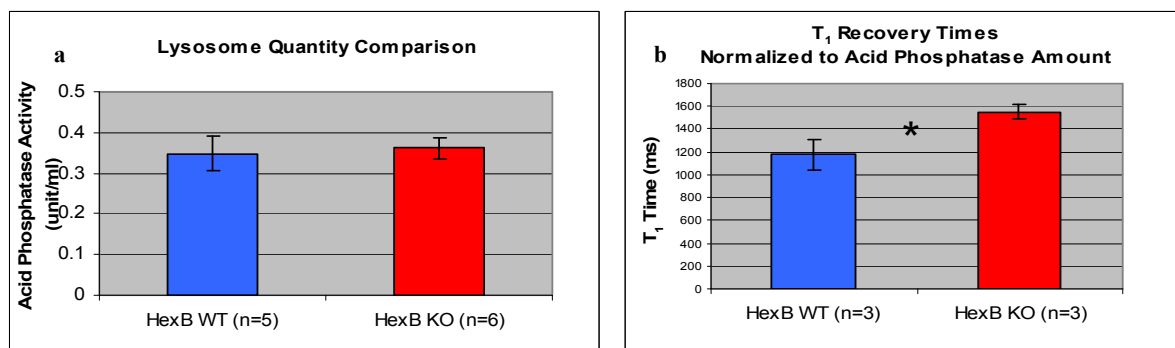 a
Lysosome Quantity Comparison
Acid Phosphatase Activity
(unit/ml)
0.5
0.4
0.3
0.2
0.1
0
HexB WT (n=5)
HexB KO (n=6)
b
T₁ Recovery Times
Normalized to Acid Phosphatase Amount
T₁ Time (ms)
1800
1600
1400
1200
1000
800
600
400
200
0
*
HexB WT (n=3)
HexB KO (n=3)